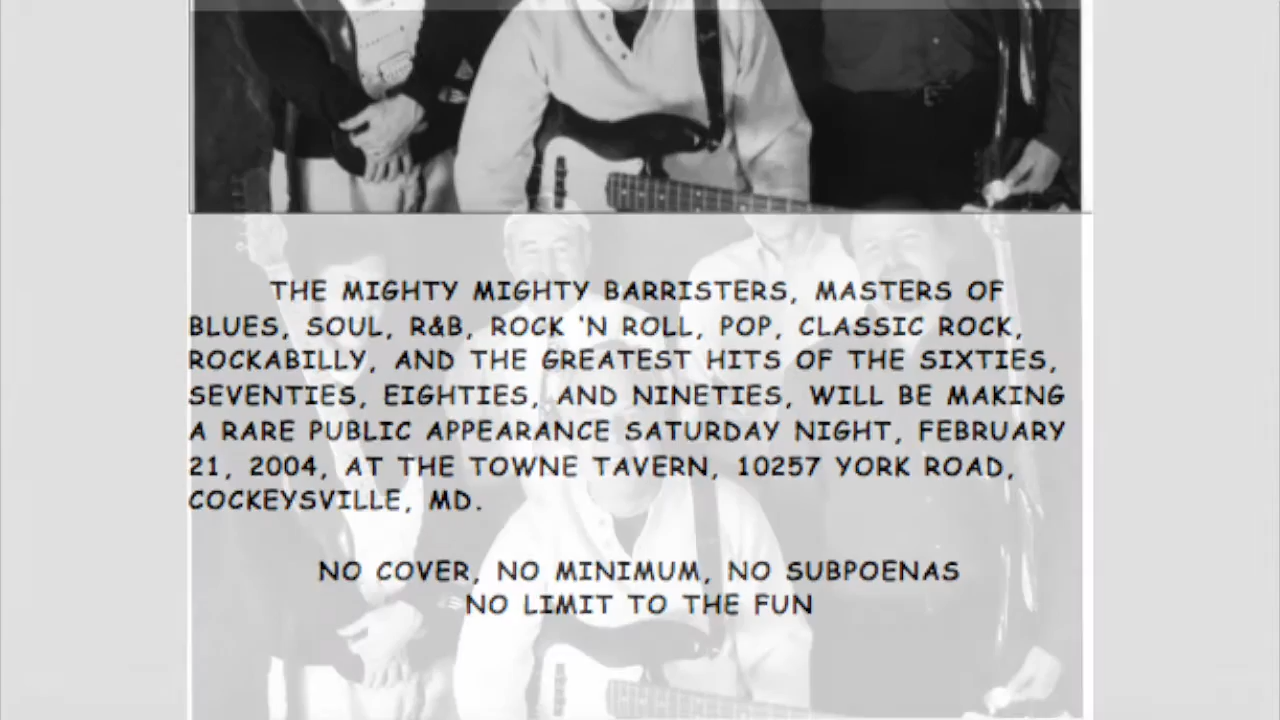 THE MIGHTY MIGHTY BARRISTERS, MASTERS OF
BLUES, SOUL, R&B, ROCK 'N ROLL, POP, CLASSIC ROCK,
ROCKABILLY, AND THE GREATEST HITS OF THE SIXTIES,
SEVENTIES, EIGHTIES, AND NINETIES, WILL BE MAKING
A RARE PUBLIC APPEARANCE SATURDAY NIGHT, FEBRUARY
21, 2004, AT THE TOWNE TAVERN, 10257 YORK ROAD,
COCKEYSVILLE, MD.
NO COVER, NO MINIMUM, NO SUBPOENAS
NO LIMIT TO THE FUN